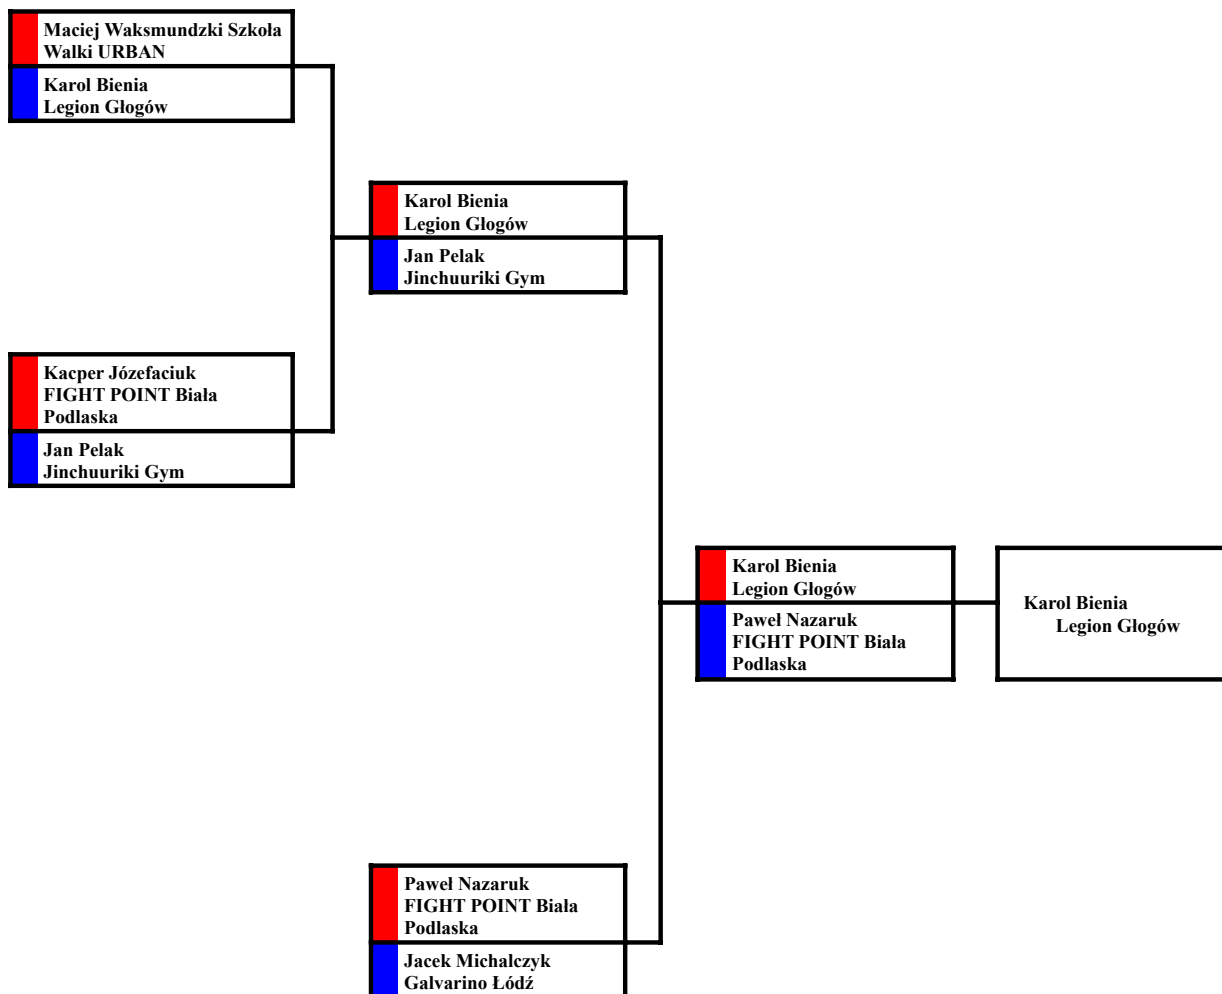 Maciej Waksmundzki Szkoła
Walki URBAN
Karol Bienia
Legion Głogów
Karol Bienia
Legion Głogów
Jan Pelak
Jinchuuriki Gym
Kacper Józefaciuk
FIGHT POINT Biała
Podlaska
Jan Pelak
Jinchuuriki Gym
Karol Bienia
Legion Głogów
Paweł Nazaruk
FIGHT POINT Biała
Podlaska
Karol Bienia
Legion Głogów
Paweł Nazaruk
FIGHT POINT Biała
Podlaska
Jacek Michalczyk
Galvarino Łódź